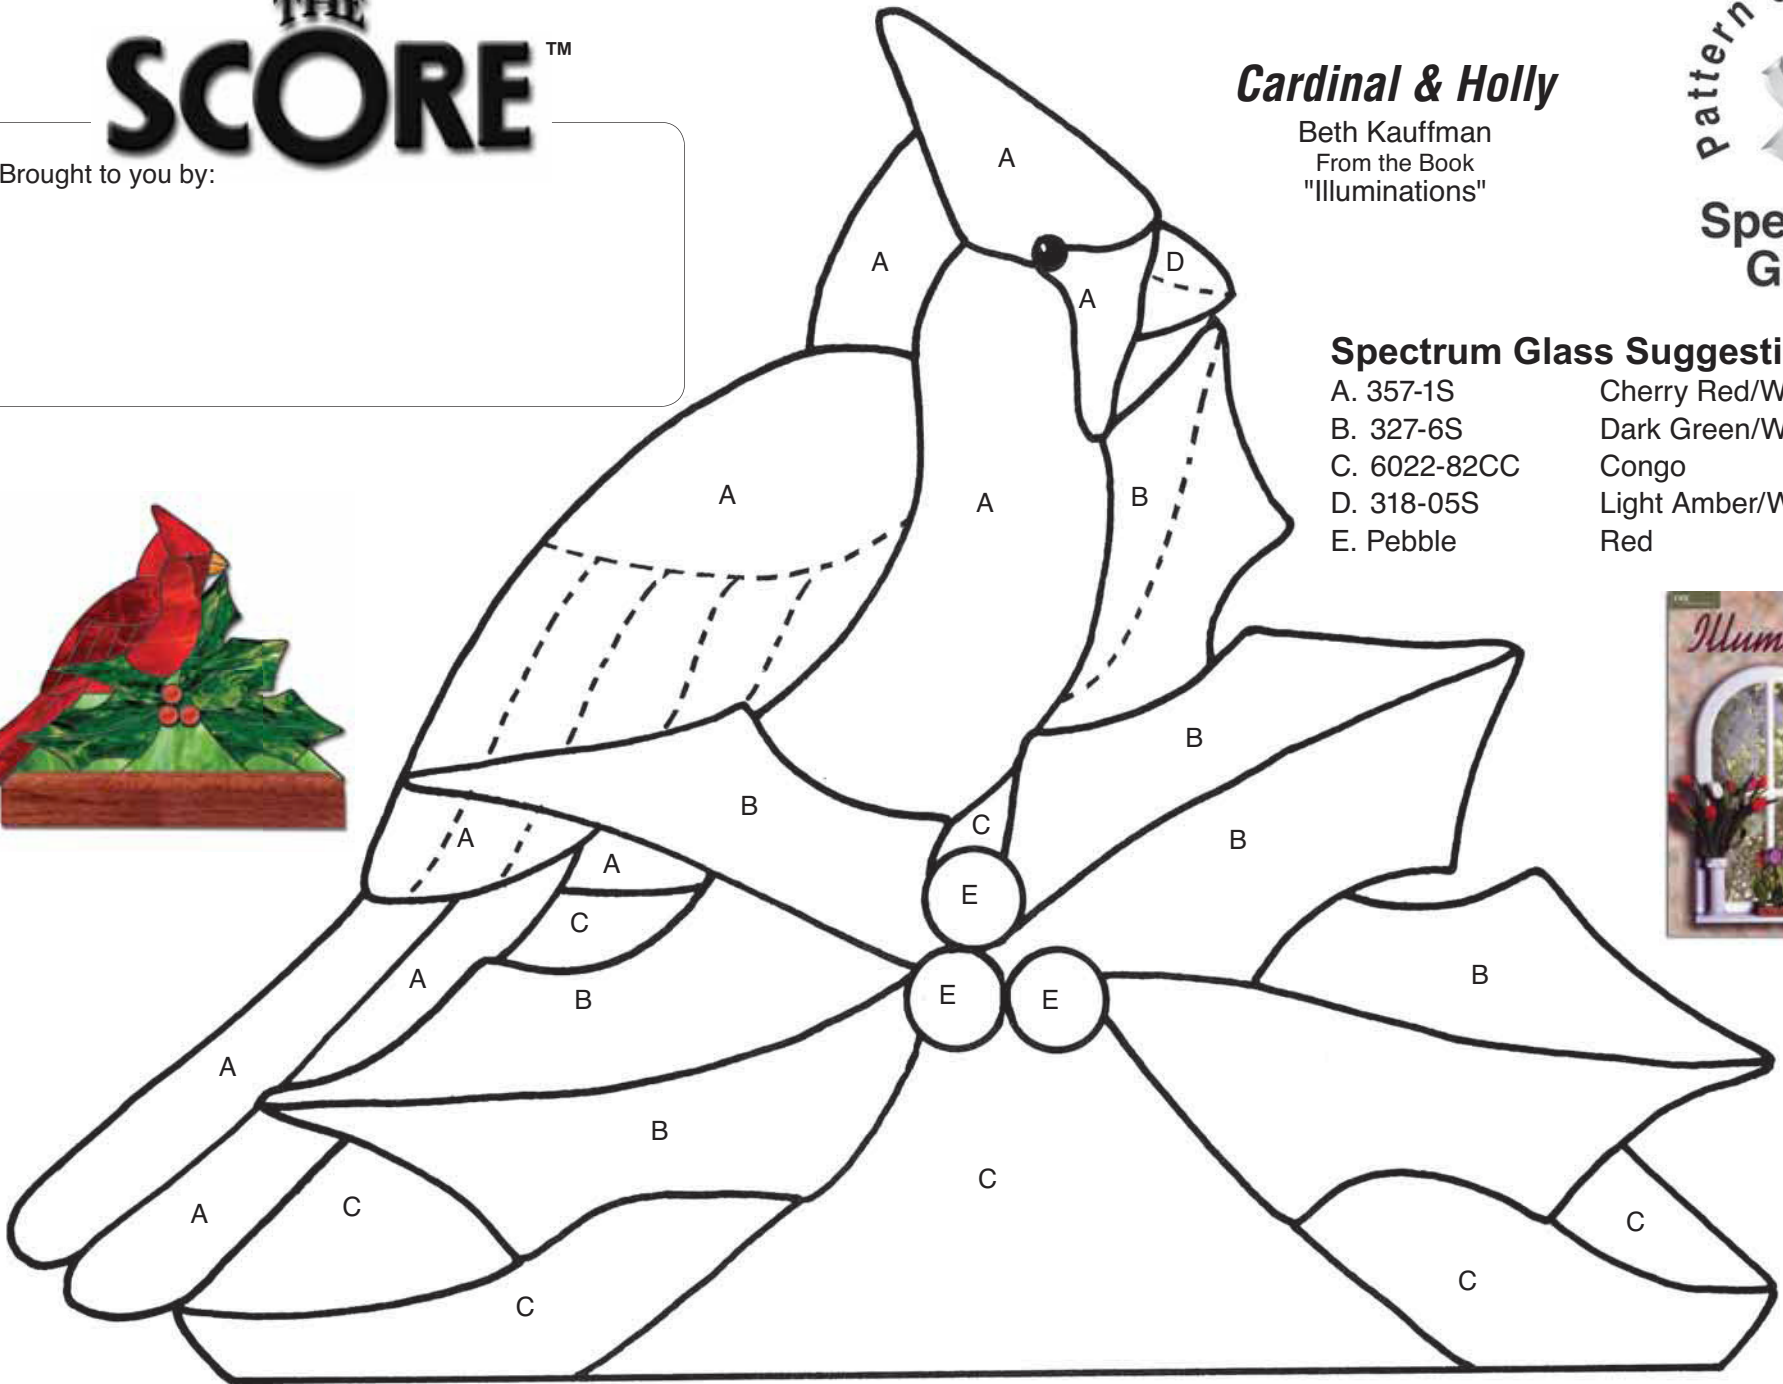 THE
SCORE™
Brought to you by:
Cardinal & Holly
Beth Kauffman
From the Book
"Illuminations"
Pattern
Spectrum Glass
A. 357-1S Cherry Red
B. 327-6S Dark Green
C. 6022-82CC Congo
D. 318-05S Light Amber
E. Pebble Red
A
A
D
A
A
A
B
B
B
B
C
A
A
E
C
B
A
B
E
E
A
B
C
A
C
C
C
C